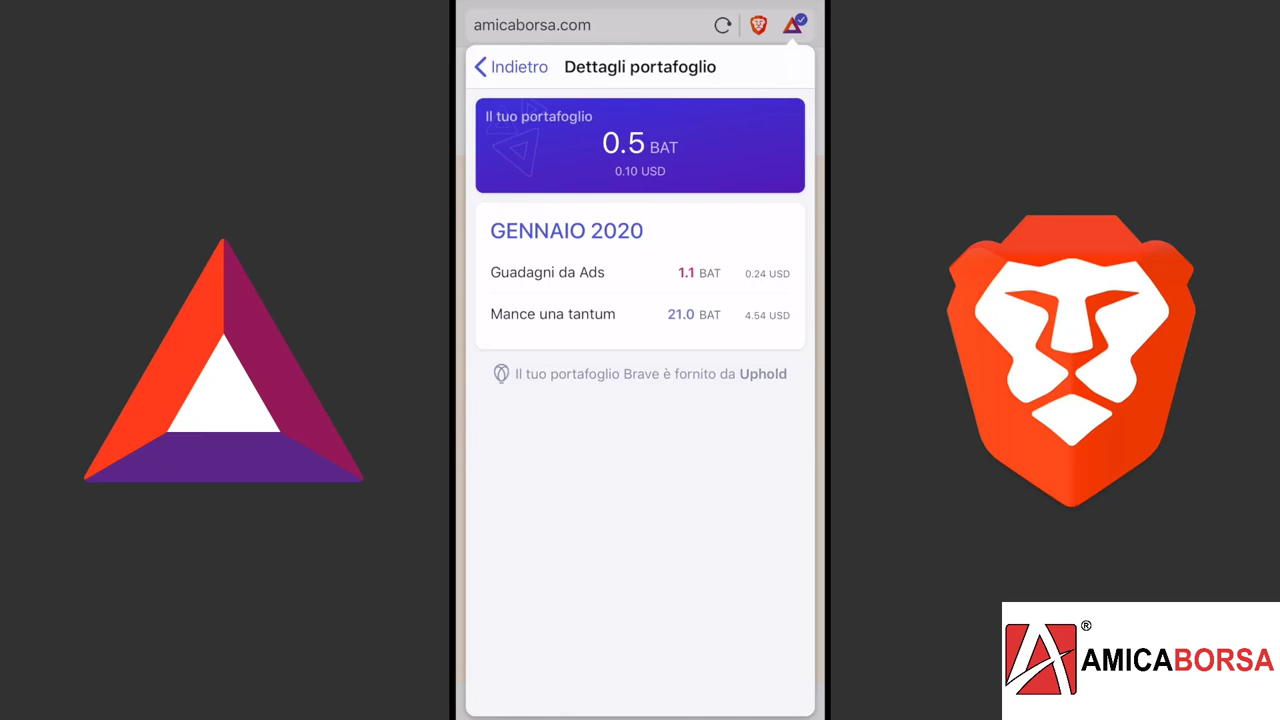 amicaborsa.com
Indietro Dettagli portafoglio
Il tuo portafoglio
0.5 BAT
0.10 USD
GENNAIO 2020
Guadagni da Ads 1.1 BAT 0.24 USD
Mance una tantum 21.0 BAT 4.54 USD
Il tuo portafoglio Brave è fornito da Uphold
®
AMICABORSA